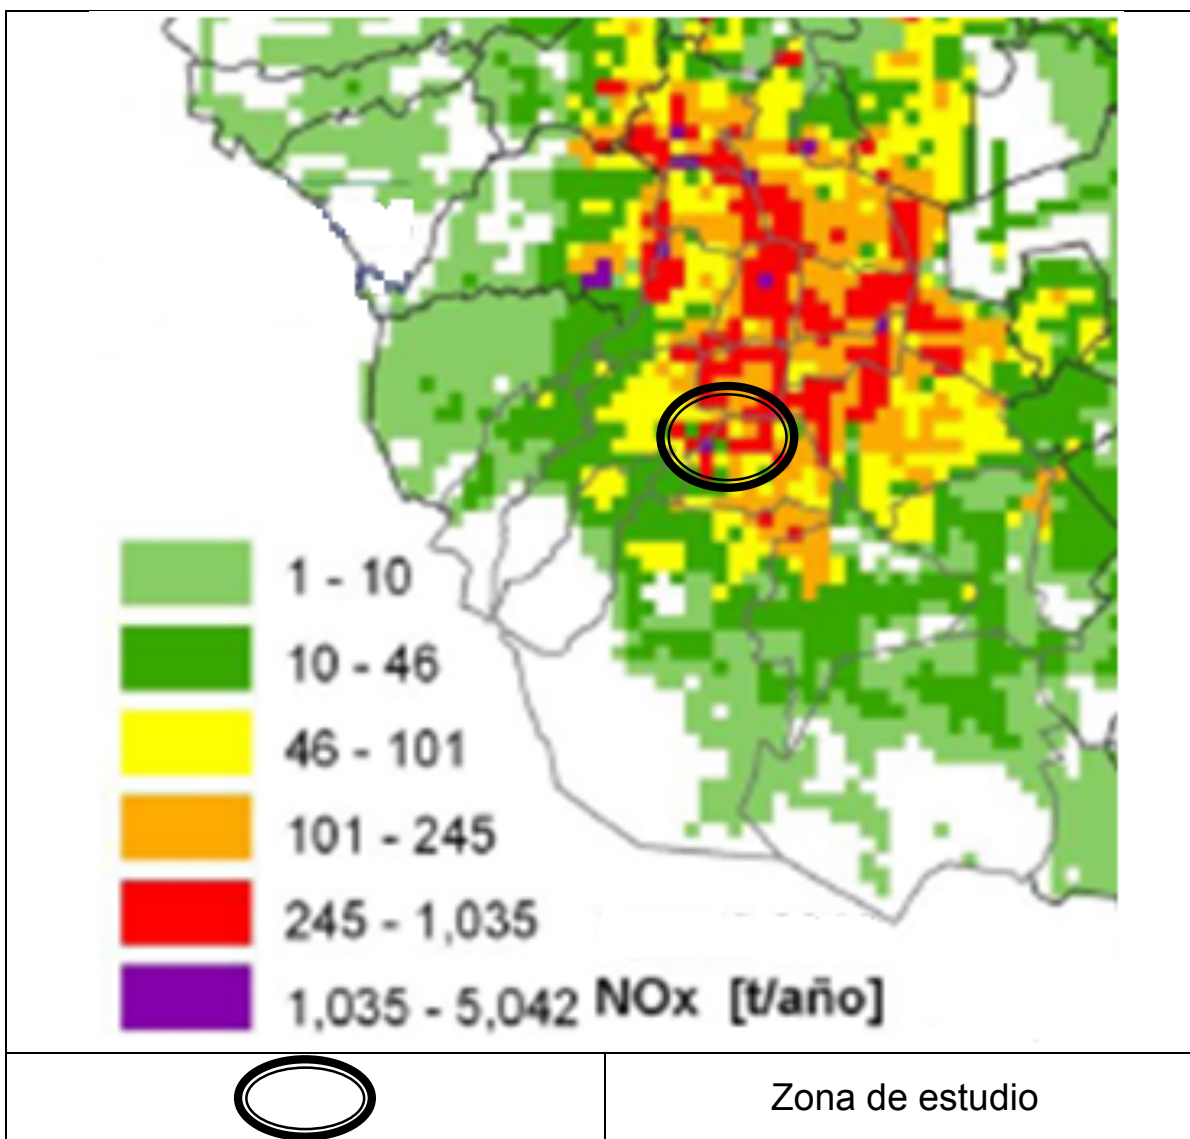 1 - 10
10 - 46
46 - 101
101 - 245
245 - 1,035
1,035 - 5,042 NOx [t/año]
Zona de estudio